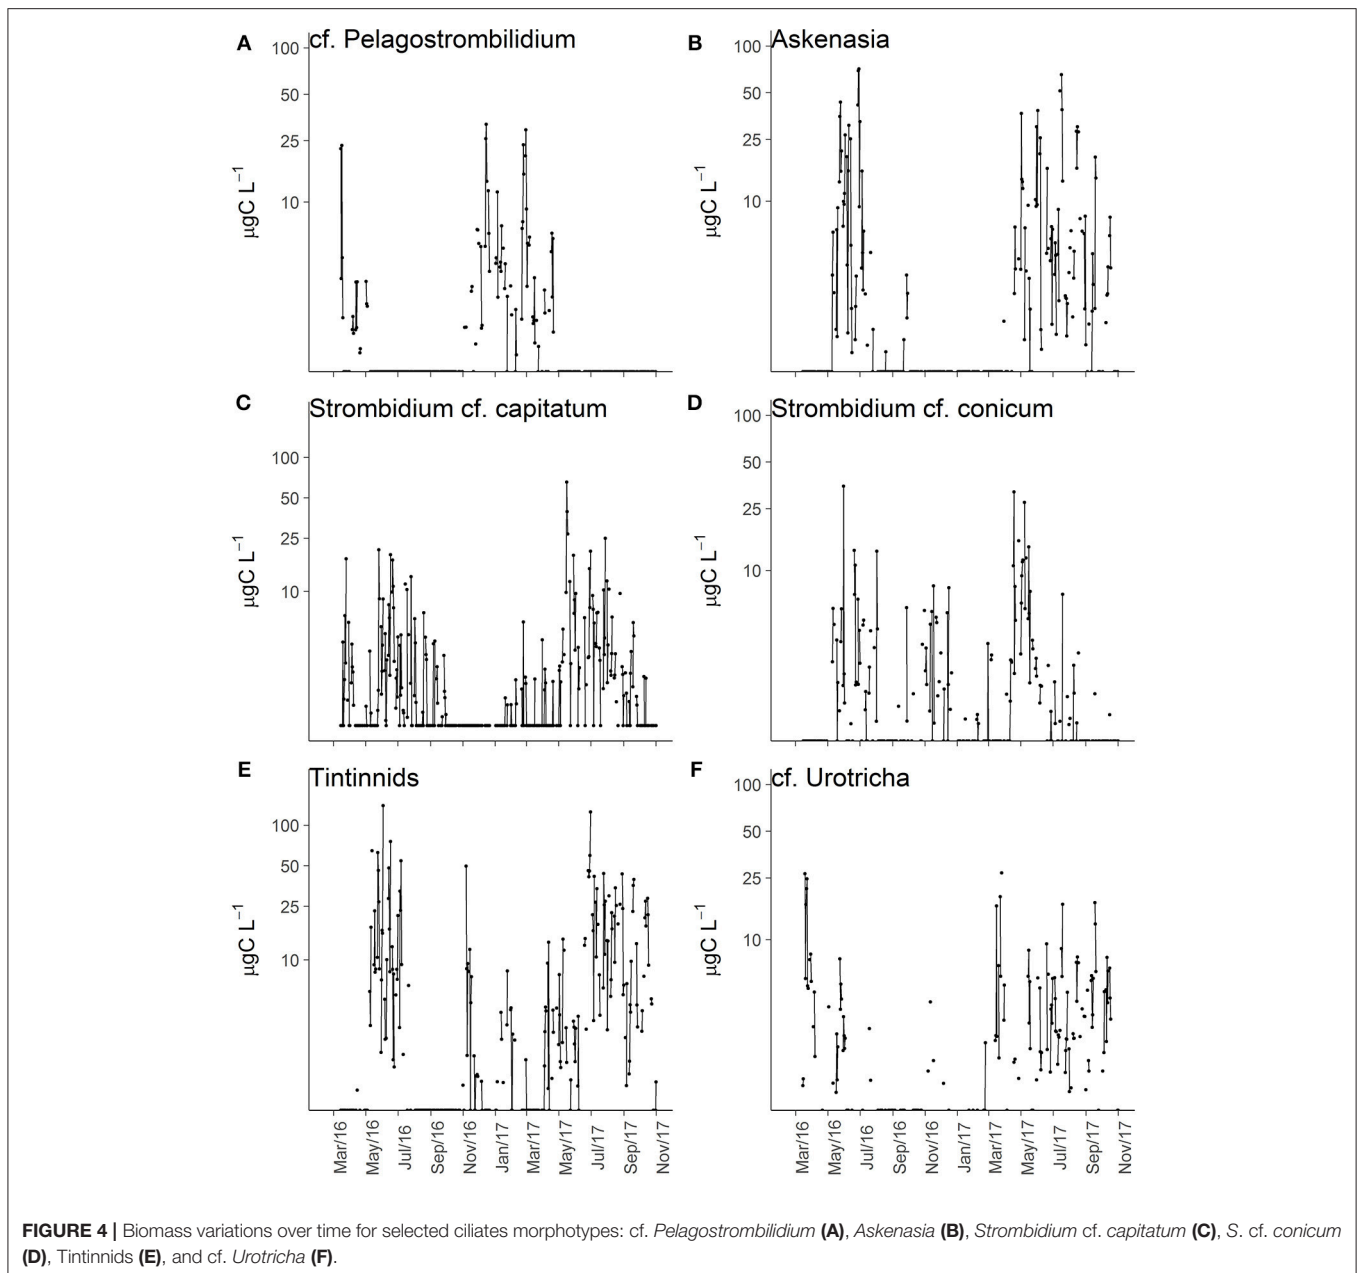 A
cf. Pelagostrombilidium
100
50
25
10
µgC L−1
B
Askenasia
100
50
25
10
µgC L−1
C
Strombidium cf. capitatum
100
50
25
10
µgC L−1
D
Strombidium cf. conicum
100
50
25
10
µgC L−1
E
Tintinnids
100
50
25
10
µgC L−1
Mar/16
May/16
Jul/16
Sep/16
Nov/16
Jan/17
Mar/17
May/17
Jul/17
Sep/17
Nov/17
F
cf. Urotricha
100
50
25
10
µgC L−1
Mar/16
May/16
Jul/16
Sep/16
Nov/16
Jan/17
Mar/17
May/17
Jul/17
Sep/17
Nov/17
FIGURE 4 | Biomass variations over time for selected ciliates morphotypes: cf. Pelagostrombilidium (A), Askenasia (B), Strombidium cf. capitatum (C), S. cf. conicum
(D), Tintinnids (E), and cf. Urotricha (F).